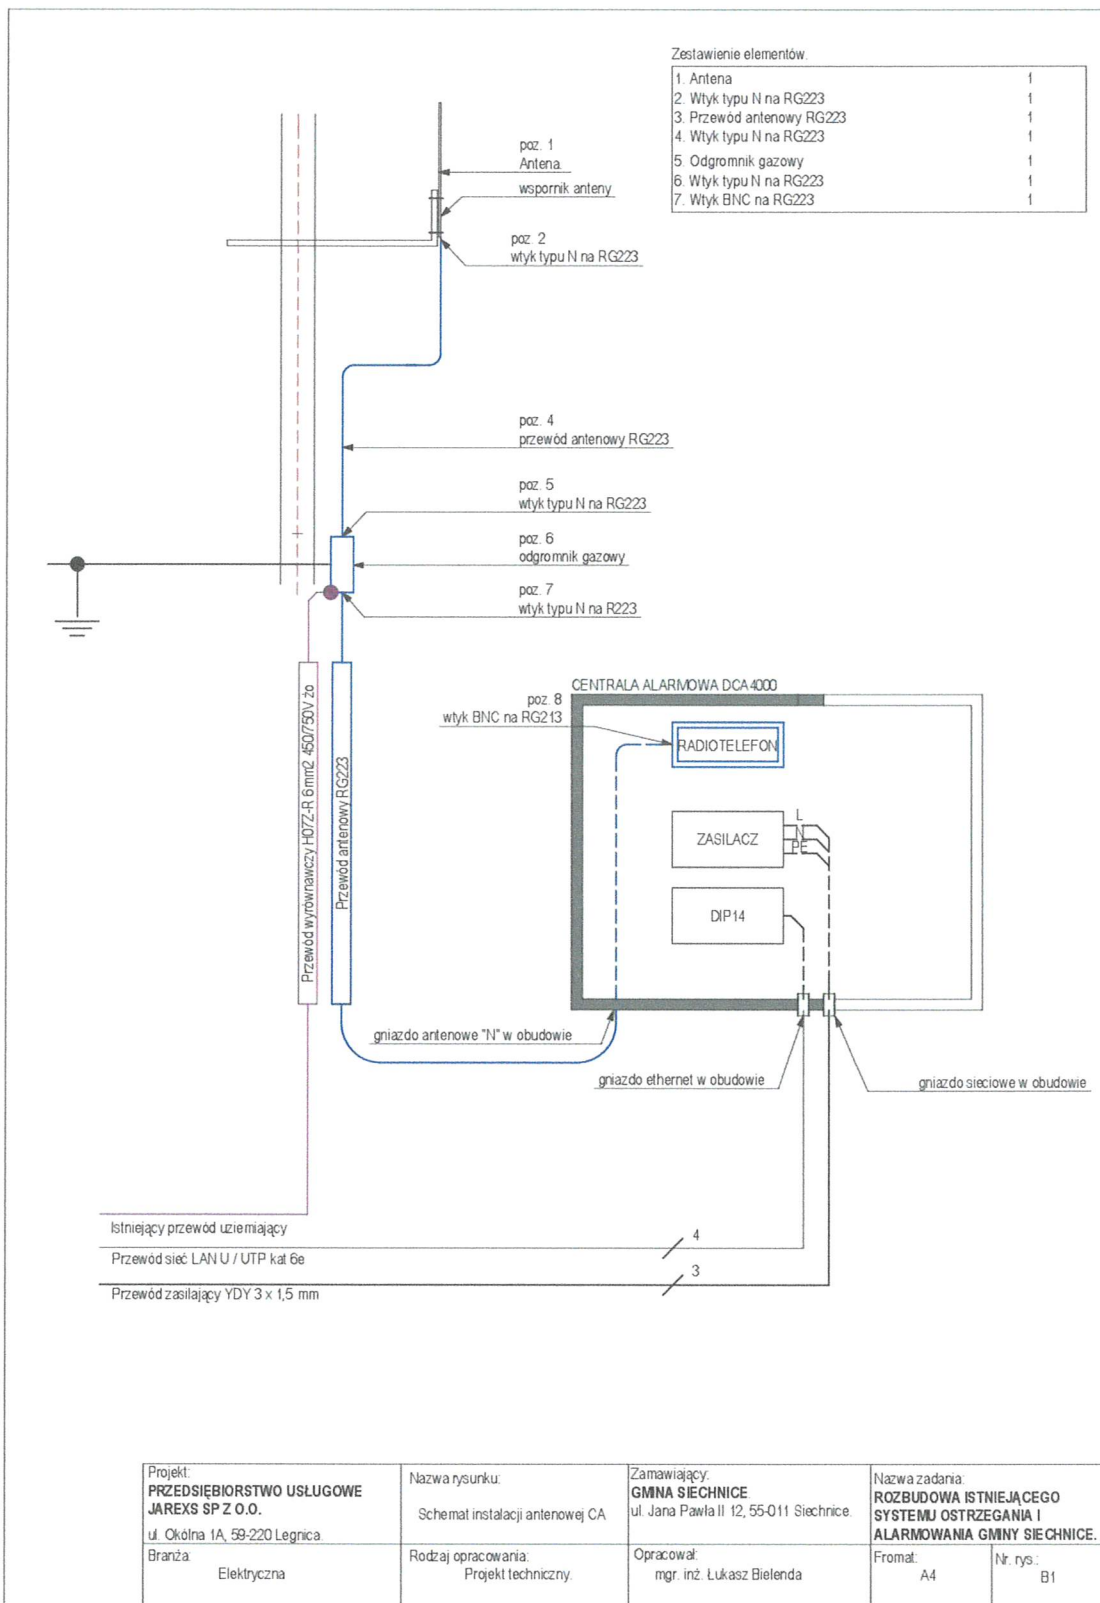 Zestawienie elementów.
1. Antena 1
2. Wtyk typu N na RG223 1
3. Przewód antenowy RG223 1
4. Wtyk typu N na RG223 1
5. Odgromnik gazowy 1
6. Wtyk typu N na RG223 1
7. Wtyk BNC na RG223 1
poz. 1
Antena.
wspornik anteny
poz. 2
wtyk typu N na RG223
poz. 4
przewód antenowy RG223
poz. 5
wtyk typu N na RG223
poz. 6
odgromnik gazowy
poz. 7
wtyk typu N na R223
Przewód wyrównawczy H07Z-R 6mm2 450/750V żo
Przewód antenowy RG223
CENTRALA ALARMOWA DCA4000
poz. 8
wtyk BNC na RG213
RADIOTELEFON
ZASILACZ
L
N
PE
DIP14
gniazdo antenowe "N" w obudowie
gniazdo ethernet w obudowie
gniazdo sieciowe w obudowie
Istniejący przewód uziemiający
4
Przewód sieć LAN U / UTP kat 6e
3
Przewód zasilający YDY 3 x 1,5 mm
Projekt:
PRZEDSIĘBIORSTWO USŁUGOWE
JAREXS SP Z O.O.
ul. Okólna 1A, 59-220 Legnica.
Nazwa rysunku:
Schemat instalacji antenowej CA
Zamawiający:
GMINA SIECHNICE
ul. Jana Pawła II 12, 55-011 Siechnice.
Nazwa zadania:
ROZBUDOWA ISTNIEJĄCEGO
SYSTEMU OSTRZEGANIA I
ALARMOWANIA GMINY SIECHNICE.
Branża:
Elektryczna
Rodzaj opracowania:
Projekt techniczny.
Opracował:
mgr. inż. Łukasz Bielenda
Fromat:
A4
Nr. rys.:
B1